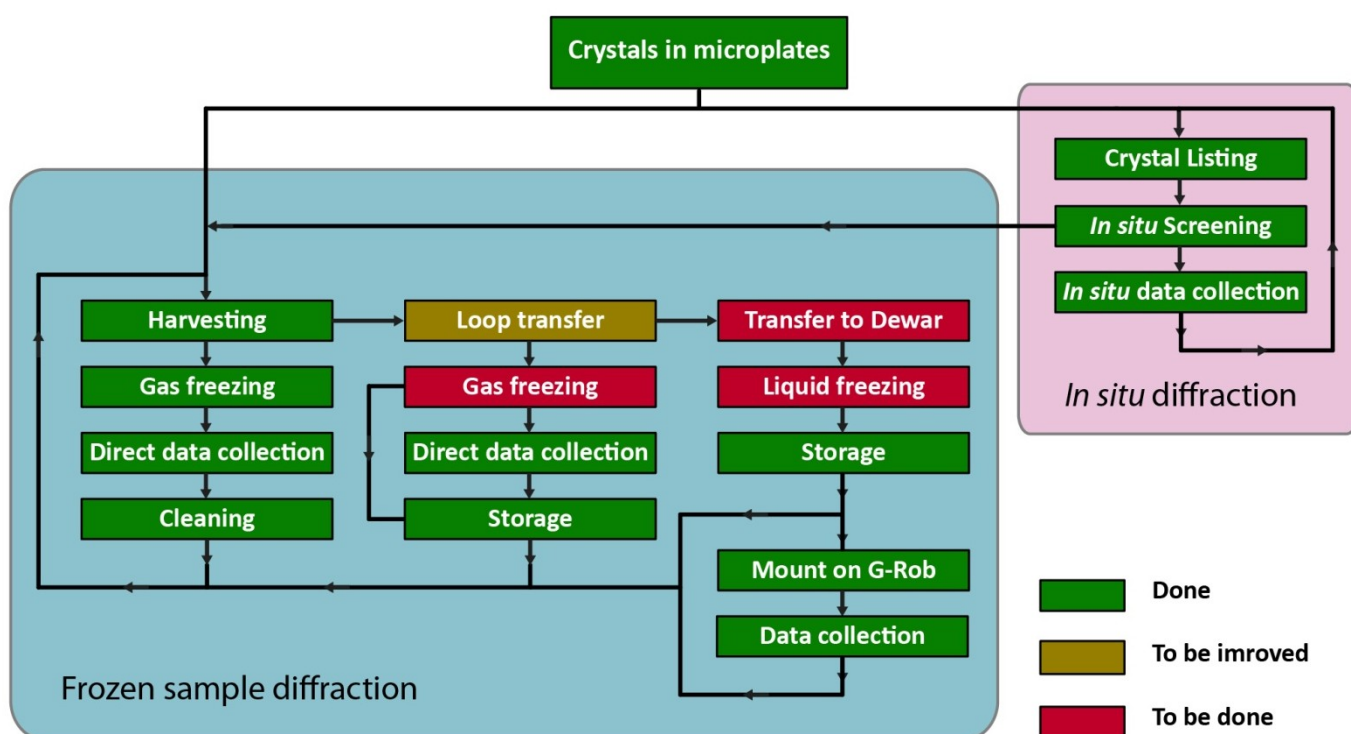 Crystals in microplates
Crystal Listing
In situ Screening
In situ data collection
In situ diffraction
Harvesting
Loop transfer
Transfer to Dewar
Gas freezing
Gas freezing
Liquid freezing
Direct data collection
Direct data collection
Storage
Cleaning
Storage
Mount on G-Rob
Data collection
Frozen sample diffraction
Done
To be imroved
To be done